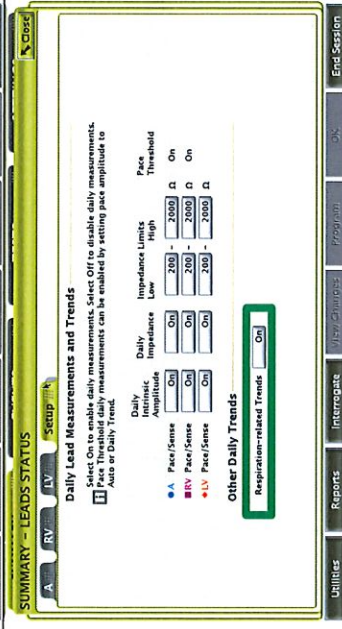 SUMMARY – LEADS STATUS
Close
A RV LV Setup
Daily Lead Measurements and Trends
Select On to enable daily measurements. Select Off to disable daily measurements.
Pace Threshold daily measurements can be enabled by setting pace amplitude to
Auto or Daily Trend.
Daily Intrinsic Amplitude Daily Impedance Impedance Limits Low High Pace Threshold
A Pace/Sense On On 200 – 2000 Ω On
RV Pace/Sense On On 200 – 2000 Ω On
LV Pace/Sense On On 200 – 2000 Ω
Other Daily Trends
Respiration-related Trends On
Utilities Reports Interrogate View Changes Program OK End Session